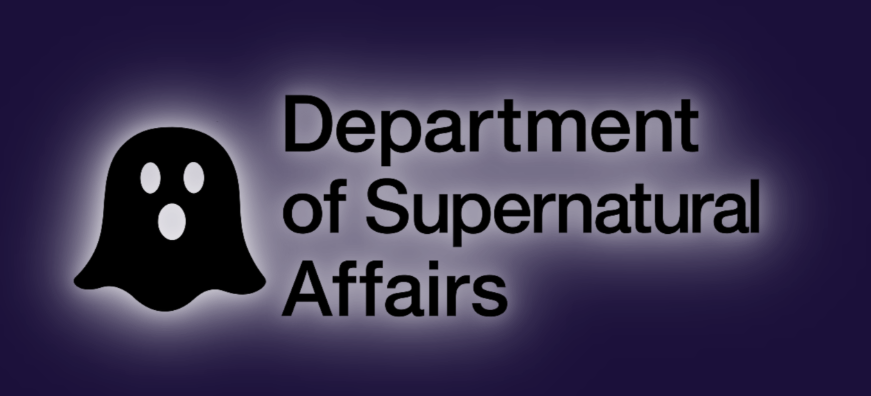 Department
of Supernatural
Affairs